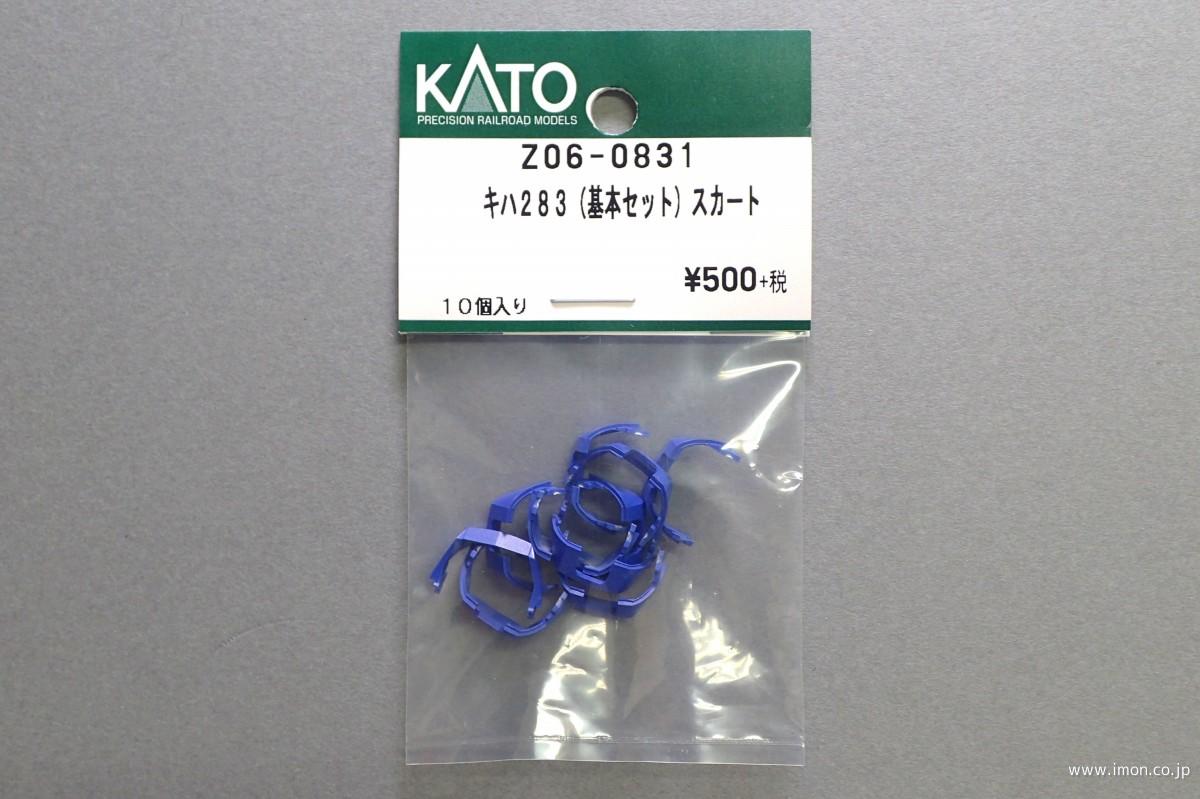 KATO
PRECISION RAILROAD MODELS
Z06-0831
キハ283(基本セット)スカート
¥500+税
10個入り
www.imon.co.jp